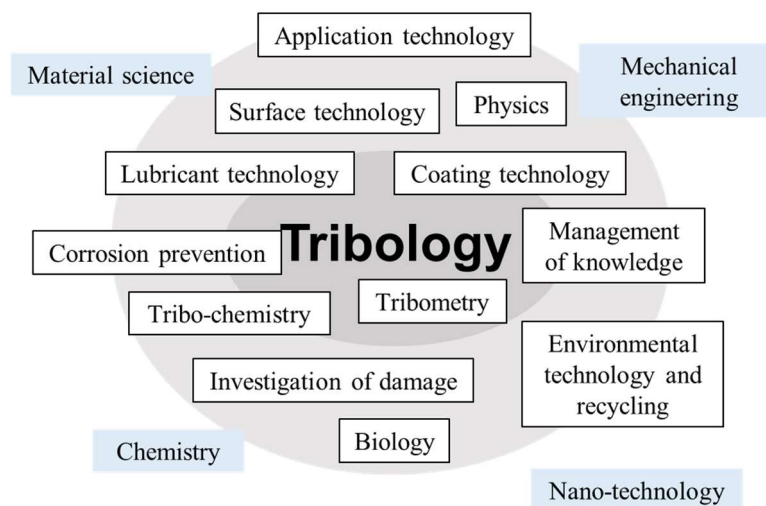 Application technology
Material science
Mechanical
engineering
Surface technology
Physics
Lubricant technology
Coating technology
Tribology
Corrosion prevention
Management
of knowledge
Tribo-chemistry
Tribometry
Environmental
technology and
recycling
Investigation of damage
Biology
Chemistry
Nano-technology